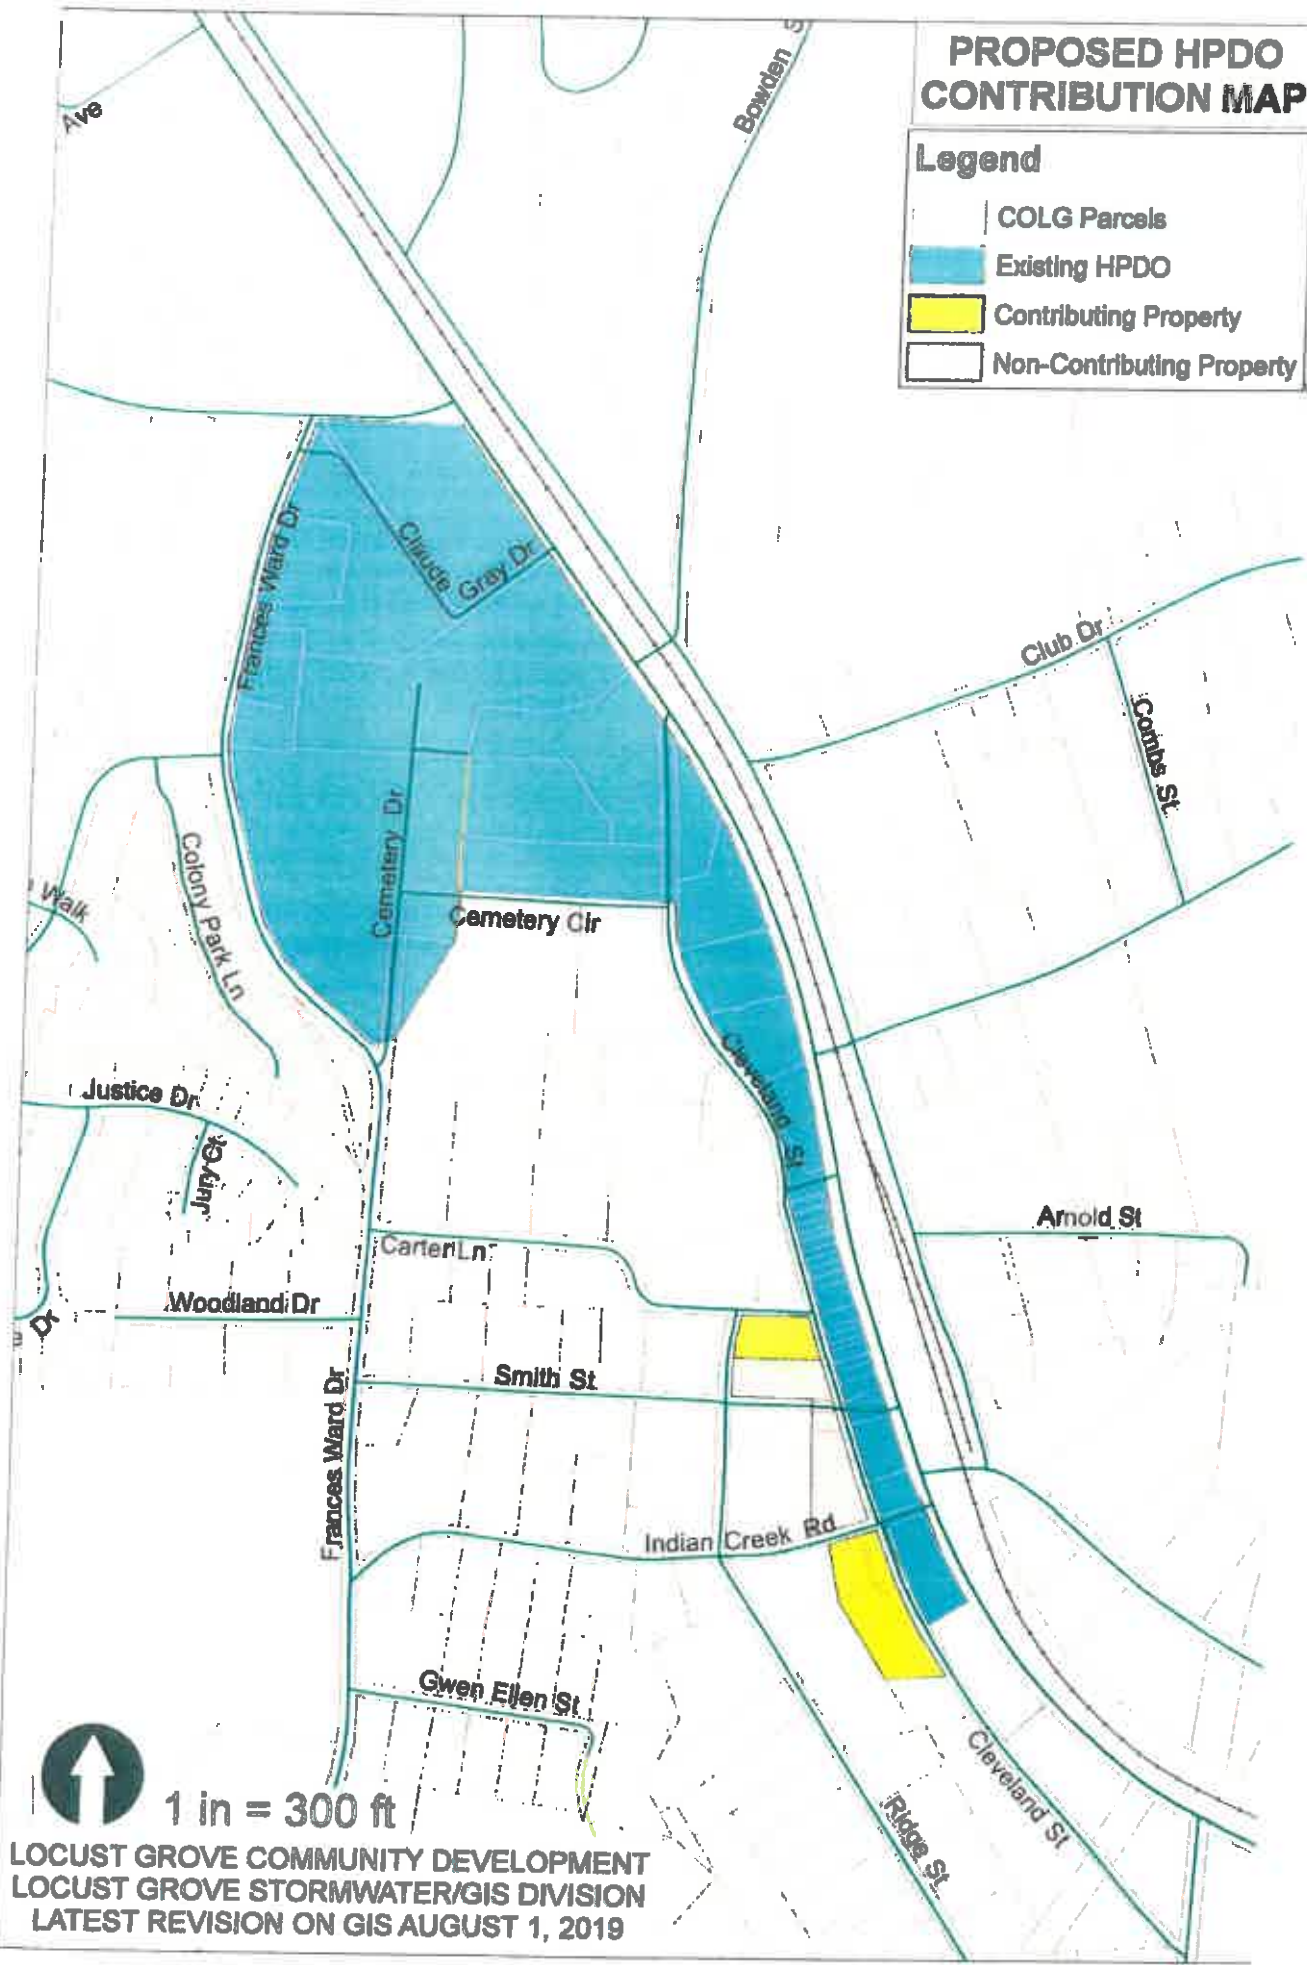 PROPOSED HPDO
CONTRIBUTION MAP
Legend
COLG Parcels
Existing HPDO
Contributing Property
Non-Contributing Property
Ave
Bowden
Claude Gray Dr
Frances Ward Dr
Club Dr
Combs St
Cemetery Dr
Colony Park Ln
Walk
Cemetery Cir
Cleveland St
Justice Dr
Jury Ct
Arnold St
Carter Ln
Woodland Dr
Dr
Smith St
Frances Ward Dr
Indian Creek Rd
Gwen Ellen St
Cleveland St
Ridge St
1 in = 300 ft
LOCUST GROVE COMMUNITY DEVELOPMENT
LOCUST GROVE STORMWATER/GIS DIVISION
LATEST REVISION ON GIS AUGUST 1, 2019